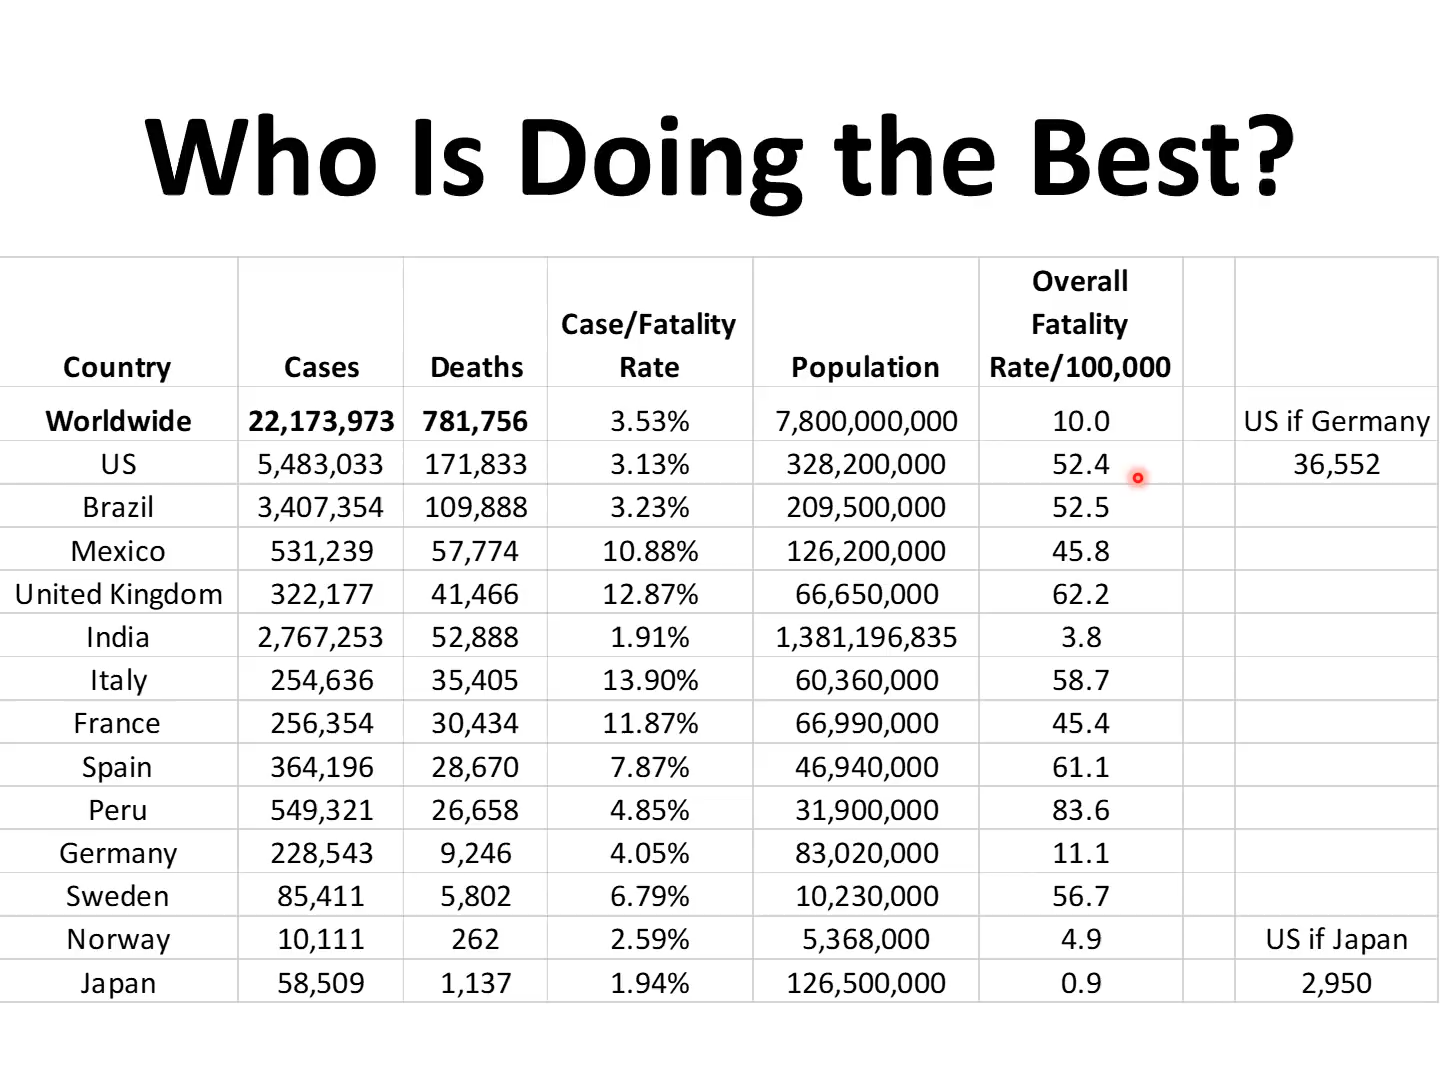 Who Is Doing the Best?
Country Cases Deaths Case/Fatality Rate Population Overall Fatality Rate/100,000
Worldwide 22,173,973 781,756 3.53% 7,800,000,000 10.0 US if Germany
US 5,483,033 171,833 3.13% 328,200,000 52.4 36,552
Brazil 3,407,354 109,888 3.23% 209,500,000 52.5
Mexico 531,239 57,774 10.88% 126,200,000 45.8
United Kingdom 322,177 41,466 12.87% 66,650,000 62.2
India 2,767,253 52,888 1.91% 1,381,196,835 3.8
Italy 254,636 35,405 13.90% 60,360,000 58.7
France 256,354 30,434 11.87% 66,990,000 45.4
Spain 364,196 28,670 7.87% 46,940,000 61.1
Peru 549,321 26,658 4.85% 31,900,000 83.6
Germany 228,543 9,246 4.05% 83,020,000 11.1
Sweden 85,411 5,802 6.79% 10,230,000 56.7
Norway 10,111 262 2.59% 5,368,000 4.9 US if Japan
Japan 58,509 1,137 1.94% 126,500,000 0.9 2,950